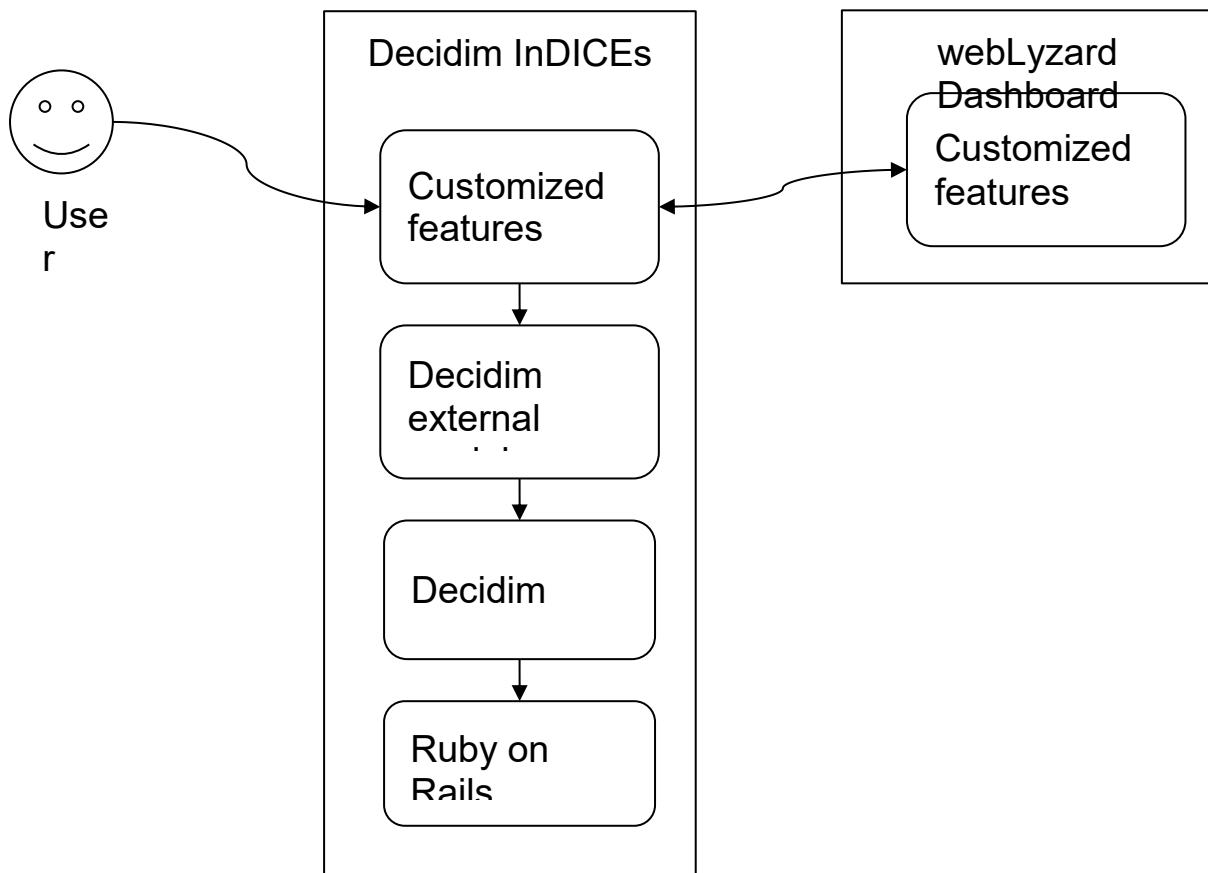 Decidim InDICEs
webLyzard
Dashboard
Customized
features
Use
r
Customized
features
Decidim
external
Decidim
Ruby on
Rails